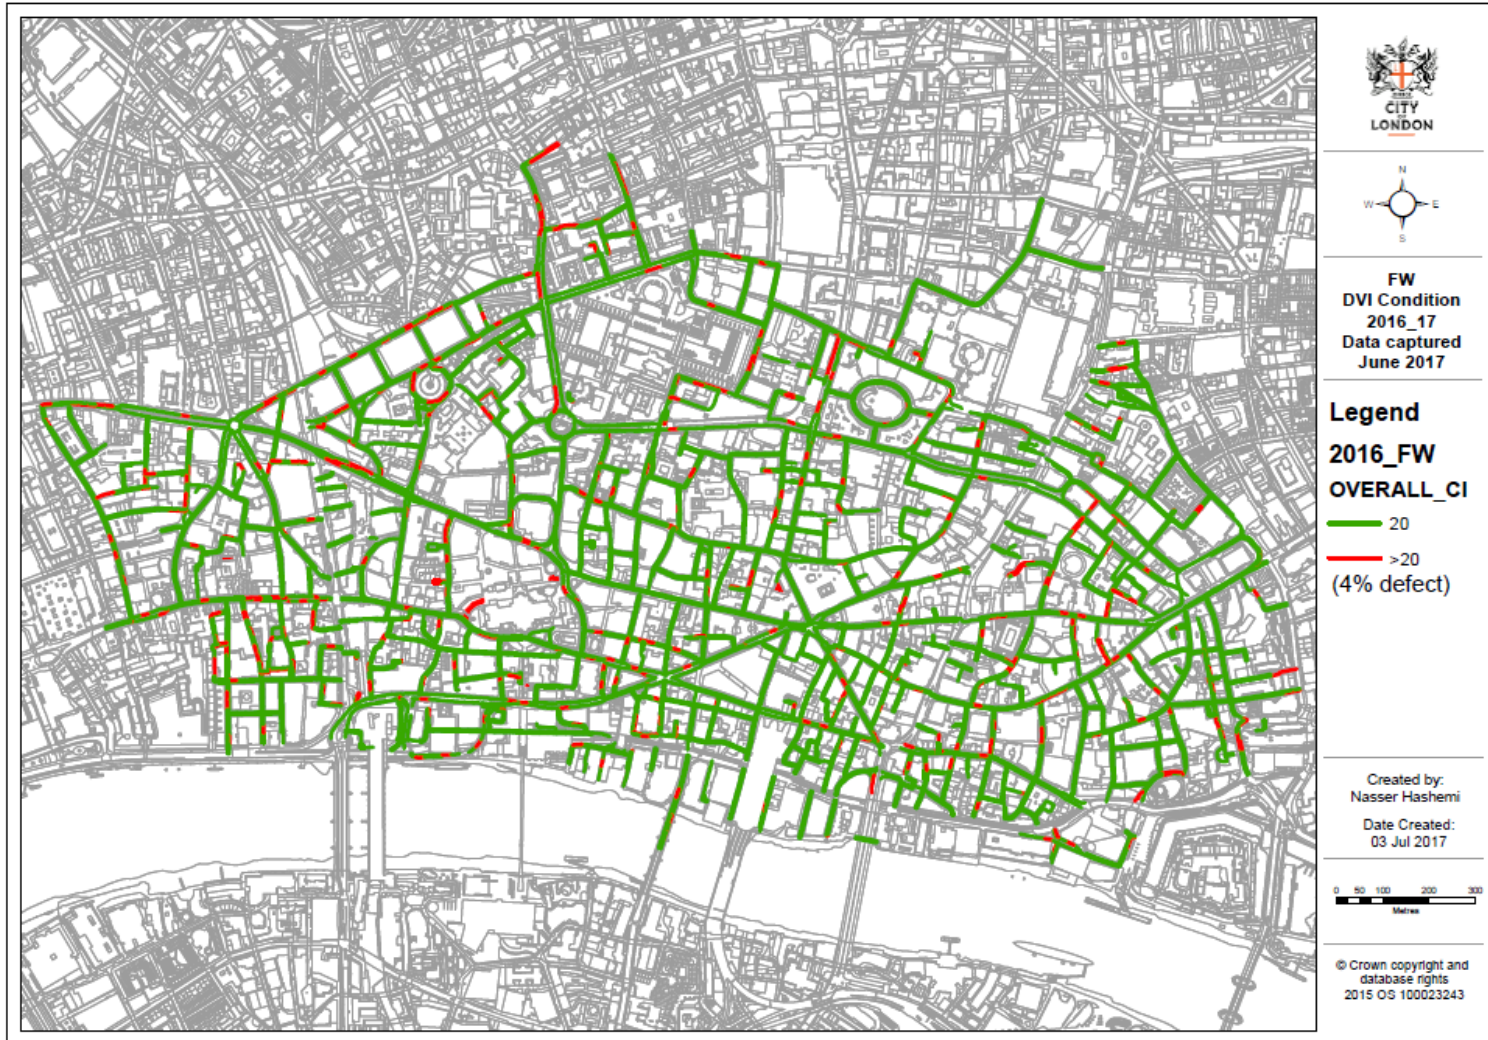 CITY
OF
LONDON
N
W E
S
FW
DVI Condition
2016_17
Data captured
June 2017
Legend
2016_FW
OVERALL_CI
20
>20
(4% defect)
Created by:
Nasser Hashemi
Date Created:
03 Jul 2017
0 50 100 200 300
Metres
© Crown copyright and
database rights
2015 OS 100023243